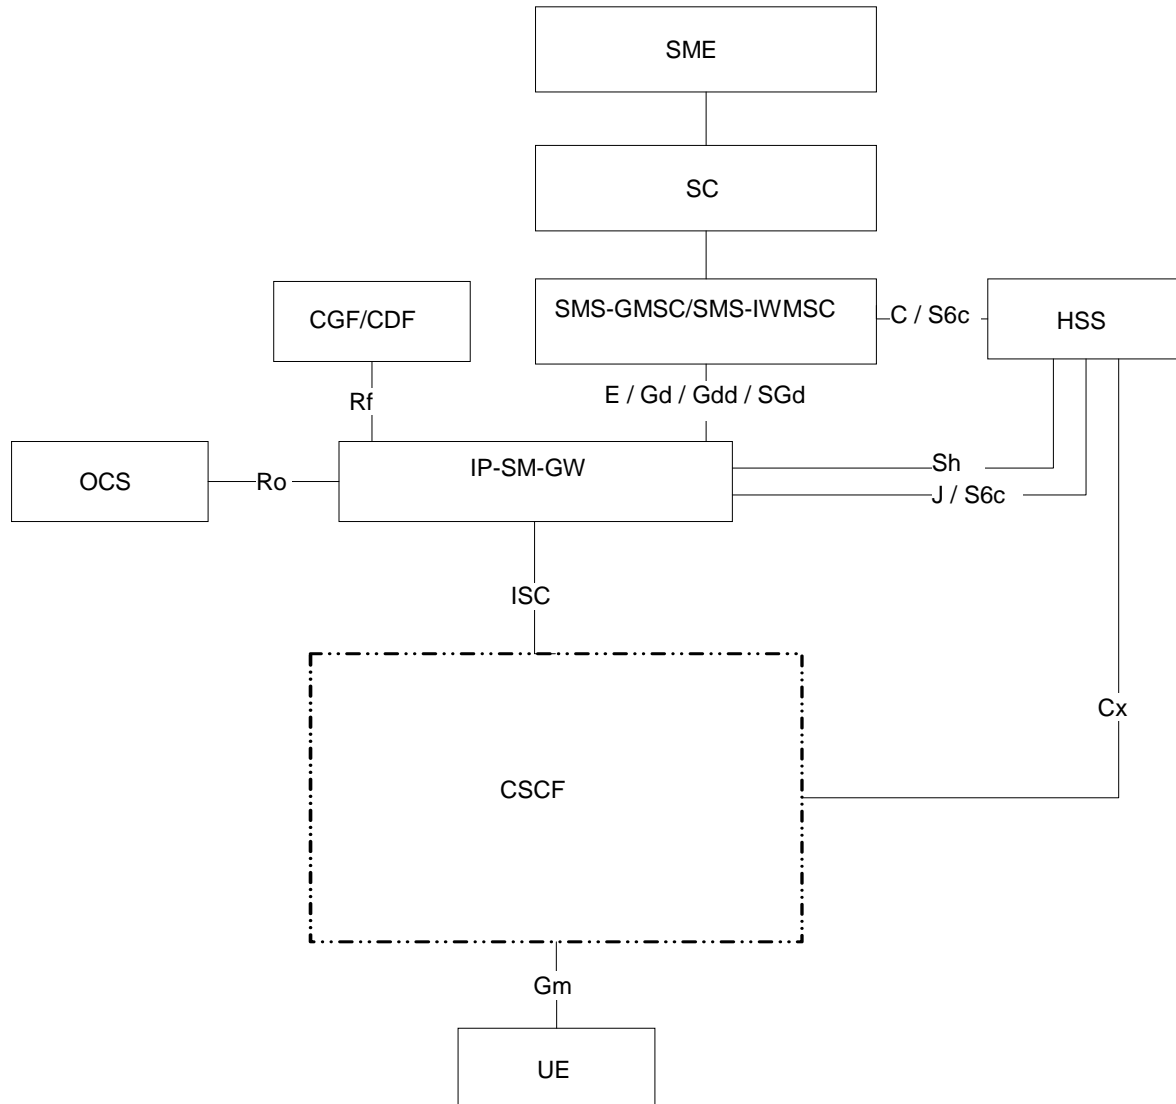 SME
SC
SMS-GMSC/SMS-IWMSC
C / S6c
HSS
CGF/CDF
Rf
E / Gd / Gdd / SGd
OCS
Ro
IP-SM-GW
Sh
J / S6c
ISC
Cx
CSCF
Gm
UE